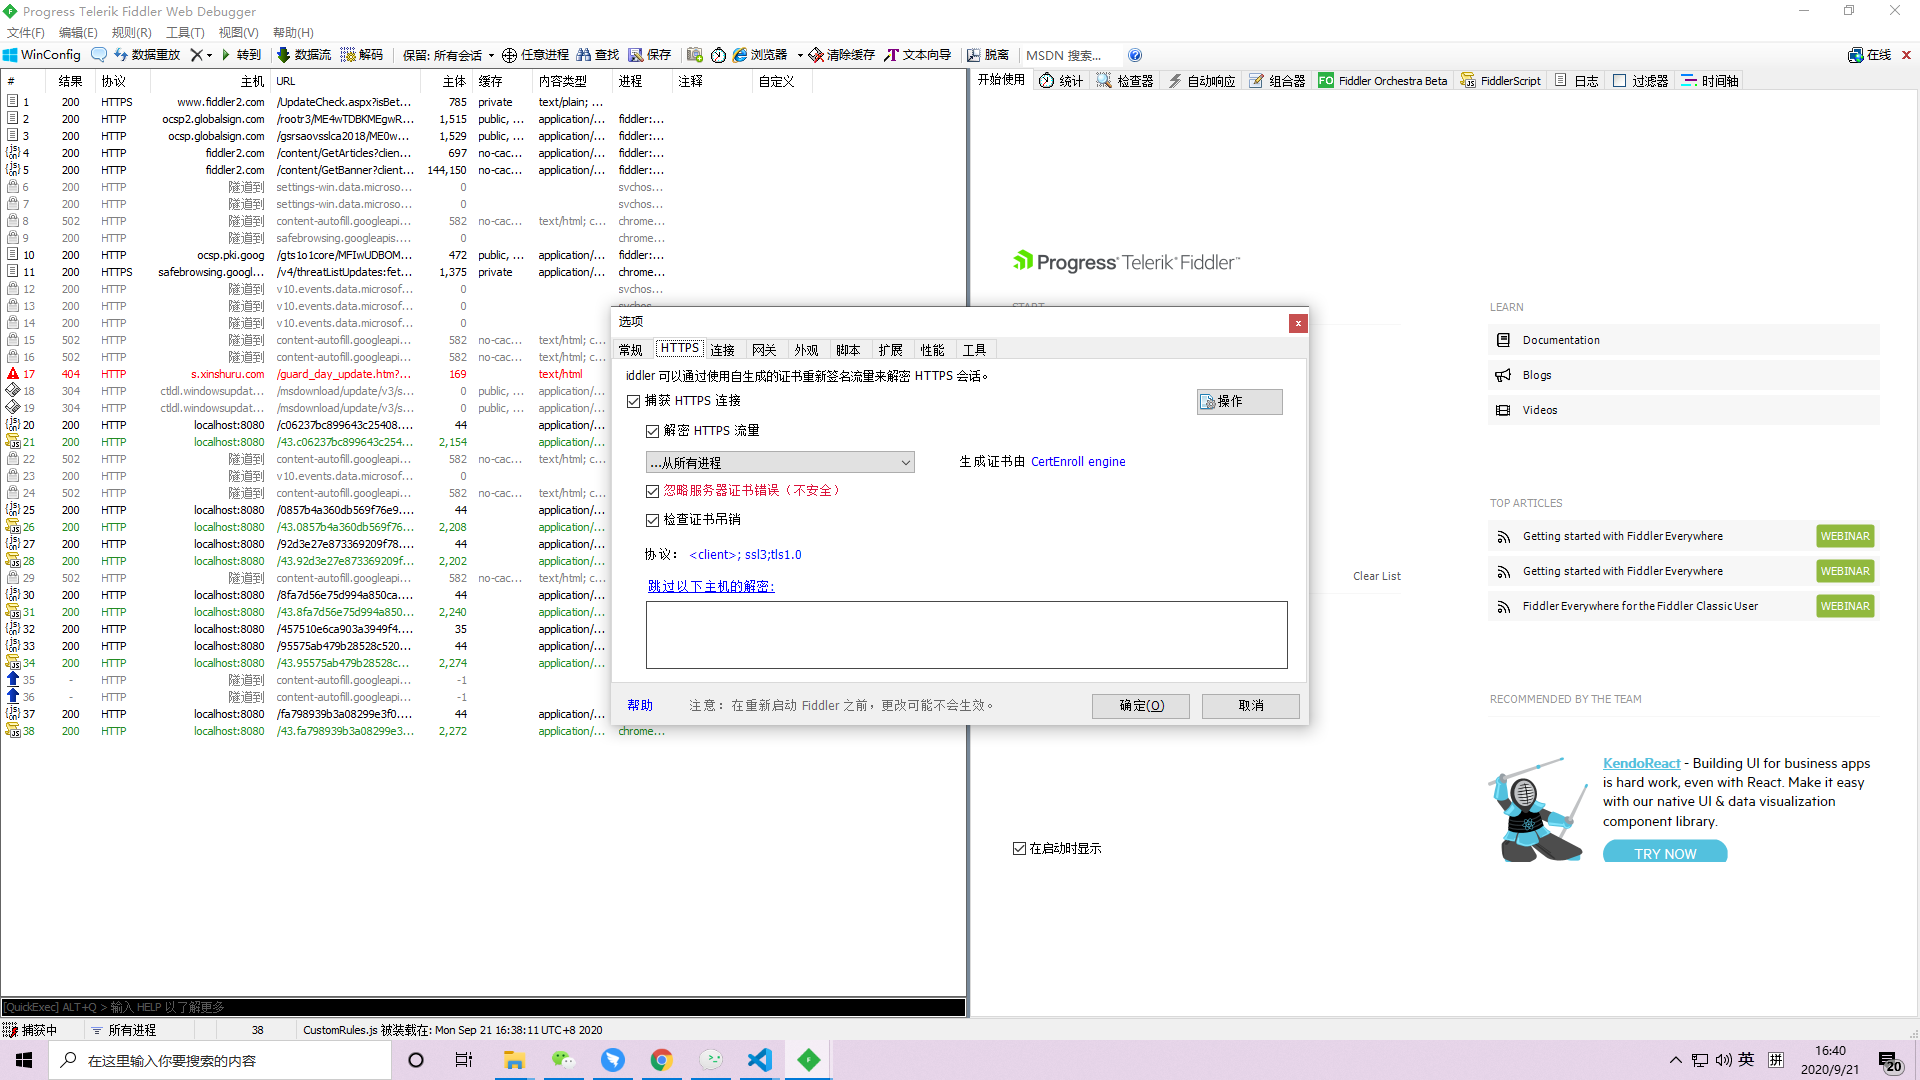 Progress Telerik Fiddler Web Debugger
文件(F) 编辑(E) 规则(R) 工具(T) 视图(V) 帮助(H)
WinConfig 数据重放 转到 数据流 解码 保留: 所有会话 任意进程 查找 保存 浏览器 清除缓存 文本向导 脱离 MSDN 搜索... 在线
# 结果 协议 主机 URL 主体 缓存 内容类型 进程 注释 自定义
1 200 HTTPS www.fiddler2.com /UpdateCheck.aspx?isBet... 785 private text/plain; ...
2 200 HTTP ocsp2.globalsign.com /rootr3/ME4wTDBKMEgwR... 1,515 public, ... application/... fiddler:...
3 200 HTTP ocsp.globalsign.com /gsrsaovsslca2018/ME0w... 1,529 public, ... application/... fiddler:...
4 200 HTTP fiddler2.com /content/GetArticles?clien... 697 no-cac... application/... fiddler:...
5 200 HTTP fiddler2.com /content/GetBanner?client... 144,150 no-cac... application/... fiddler:...
6 200 HTTP 隧道到 settings-win.data.microso... 0 svchos...
7 200 HTTP 隧道到 settings-win.data.microso... 0 svchos...
8 502 HTTP 隧道到 content-autofill.googleapi... 582 no-cac... text/html; c... chrome...
9 200 HTTP 隧道到 safebrowsing.googleapis.... 0 chrome...
10 200 HTTP ocsp.pki.goog /gts1o1core/MFIwUDBOM... 472 public, ... application/... fiddler:...
11 200 HTTPS safebrowsing.googl... /v4/threatListUpdates:fet... 1,375 private application/... chrome...
12 200 HTTP 隧道到 v10.events.data.microsof... 0 svchos...
13 200 HTTP 隧道到 v10.events.data.microsof... 0 svchos...
14 200 HTTP 隧道到 v10.events.data.microsof... 0
15 502 HTTP 隧道到 content-autofill.googleapi... 582 no-cac... text/html; c...
16 502 HTTP 隧道到 content-autofill.googleapi... 582 no-cac... text/html; c...
17 404 HTTP s.xinshuru.com /guard_day_update.htm?... 169 text/html
18 304 HTTP ctldl.windowsupdat... /msdownload/update/v3/s... 0 public, ... application/...
19 304 HTTP ctldl.windowsupdat... /msdownload/update/v3/s... 0 public, ... application/...
20 200 HTTP localhost:8080 /c06237bc899643c25408.... 44 application/...
21 200 HTTP localhost:8080 /43.c06237bc899643c254... 2,154 application/...
22 502 HTTP 隧道到 content-autofill.googleapi... 582 no-cac... text/html; c...
23 200 HTTP 隧道到 v10.events.data.microsof... 0
24 502 HTTP 隧道到 content-autofill.googleapi... 582 no-cac... text/html; c...
25 200 HTTP localhost:8080 /0857b4a360db569f76e9.... 44 application/...
26 200 HTTP localhost:8080 /43.0857b4a360db569f76... 2,208 application/...
27 200 HTTP localhost:8080 /92d3e27e873369209f78.... 44 application/...
28 200 HTTP localhost:8080 /43.92d3e27e873369209f... 2,202 application/...
29 502 HTTP 隧道到 content-autofill.googleapi... 582 no-cac... text/html; c...
30 200 HTTP localhost:8080 /8fa7d56e75d994a850ca.... 44 application/...
31 200 HTTP localhost:8080 /43.8fa7d56e75d994a850... 2,240 application/...
32 200 HTTP localhost:8080 /457510e6ca903a3949f4.... 35 application/...
33 200 HTTP localhost:8080 /95575ab479b28528c520.... 44 application/...
34 200 HTTP localhost:8080 /43.95575ab479b28528c... 2,274 application/...
35 - HTTP 隧道到 content-autofill.googleapi... -1
36 - HTTP 隧道到 content-autofill.googleapi... -1
37 200 HTTP localhost:8080 /fa798939b3a08299e3f0.... 44 application/...
38 200 HTTP localhost:8080 /43.fa798939b3a08299e3... 2,272 application/... chrome...
[QuickExec] ALT+Q > 输入 HELP 以了解更多
捕获中 所有进程 38 CustomRules.js 被装载在: Mon Sep 21 16:38:11 UTC+8 2020
开始使用 统计 检查器 自动响应 组合器 FO Fiddler Orchestra Beta FiddlerScript 日志 过滤器 时间轴
Progress Telerik Fiddler
START
Clear List
在启动时显示
LEARN
Documentation
Blogs
Videos
TOP ARTICLES
Getting started with Fiddler Everywhere WEBINAR
Getting started with Fiddler Everywhere WEBINAR
Fiddler Everywhere for the Fiddler Classic User WEBINAR
RECOMMENDED BY THE TEAM
KendoReact - Building UI for business apps
is hard work, even with React. Make it easy
with our native UI & data visualization
component library.
TRY NOW
选项
常规 HTTPS 连接 网关 外观 脚本 扩展 性能 工具
iddler 可以通过使用自生成的证书重新签名流量来解密 HTTPS 会话。
捕获 HTTPS 连接
操作
解密 HTTPS 流量
...从所有进程
生成证书由 CertEnroll engine
忽略服务器证书错误（不安全）
检查证书吊销
协议： <client>; ssl3;tls1.0
跳过以下主机的解密:
帮助 注意：在重新启动 Fiddler 之前，更改可能不会生效。 确定(O) 取消
在这里输入你要搜索的内容
英 拼
16:40
2020/9/21
20